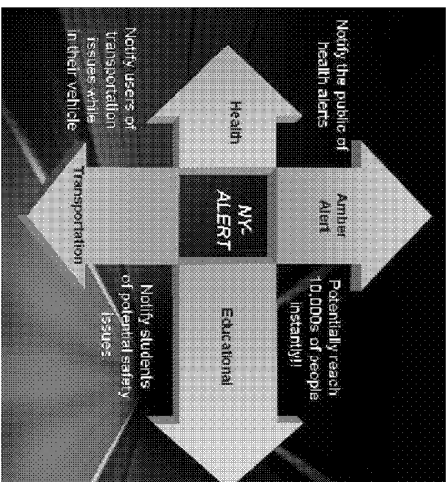 Amber
Alert
Notify the public of
health alerts
Potentially reach
10,000s of people
instantly!!
Health
NY-
ALERT
Educational
Notify users of
transportation
issues while
in their vehicle
Transportation
Notify students
of potential safety
issues